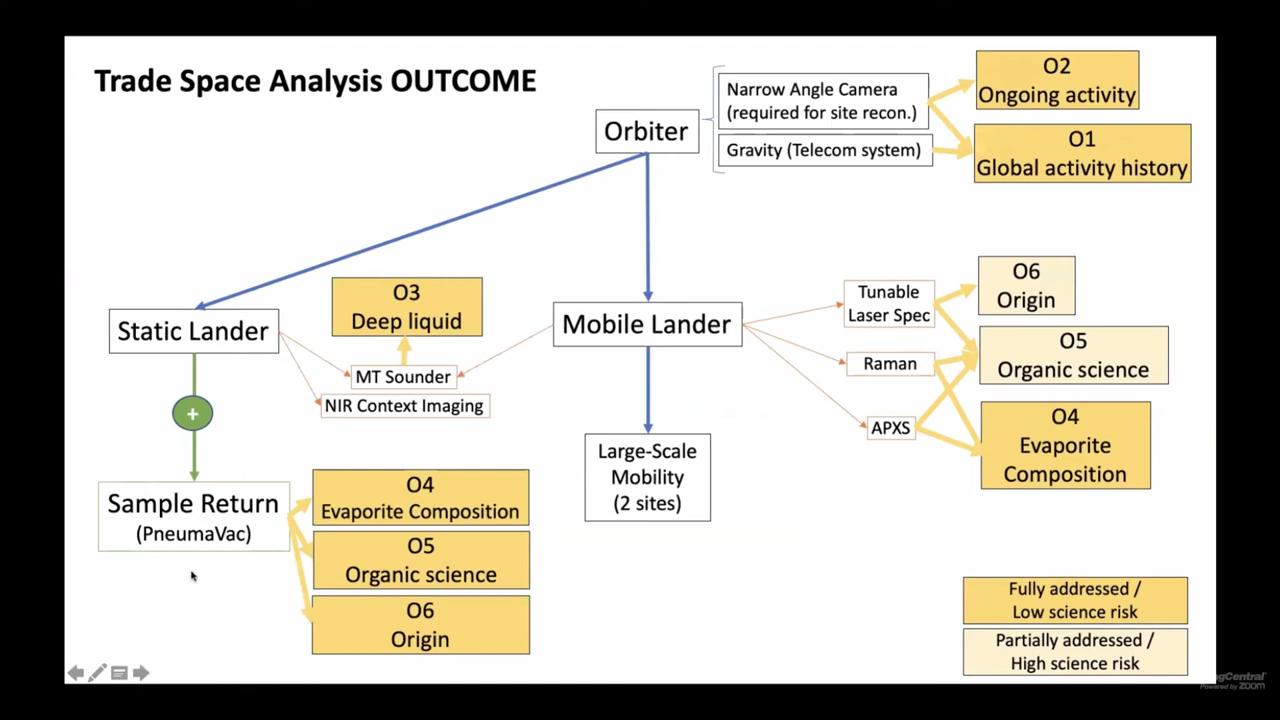 Trade Space Analysis OUTCOME
Orbiter
Narrow Angle Camera
(required for site recon.)
Gravity (Telecom system)
O2
Ongoing activity
O1
Global activity history
Static Lander
O3
Deep liquid
MT Sounder
NIR Context Imaging
Mobile Lander
Tunable
Laser Spec
Raman
APXS
O6
Origin
O5
Organic science
O4
Evaporite
Composition
+
Sample Return
(PneumaVac)
O4
Evaporite Composition
O5
Organic science
O6
Origin
Large-Scale
Mobility
(2 sites)
Fully addressed /
Low science risk
Partially addressed /
High science risk
Powered by zoom